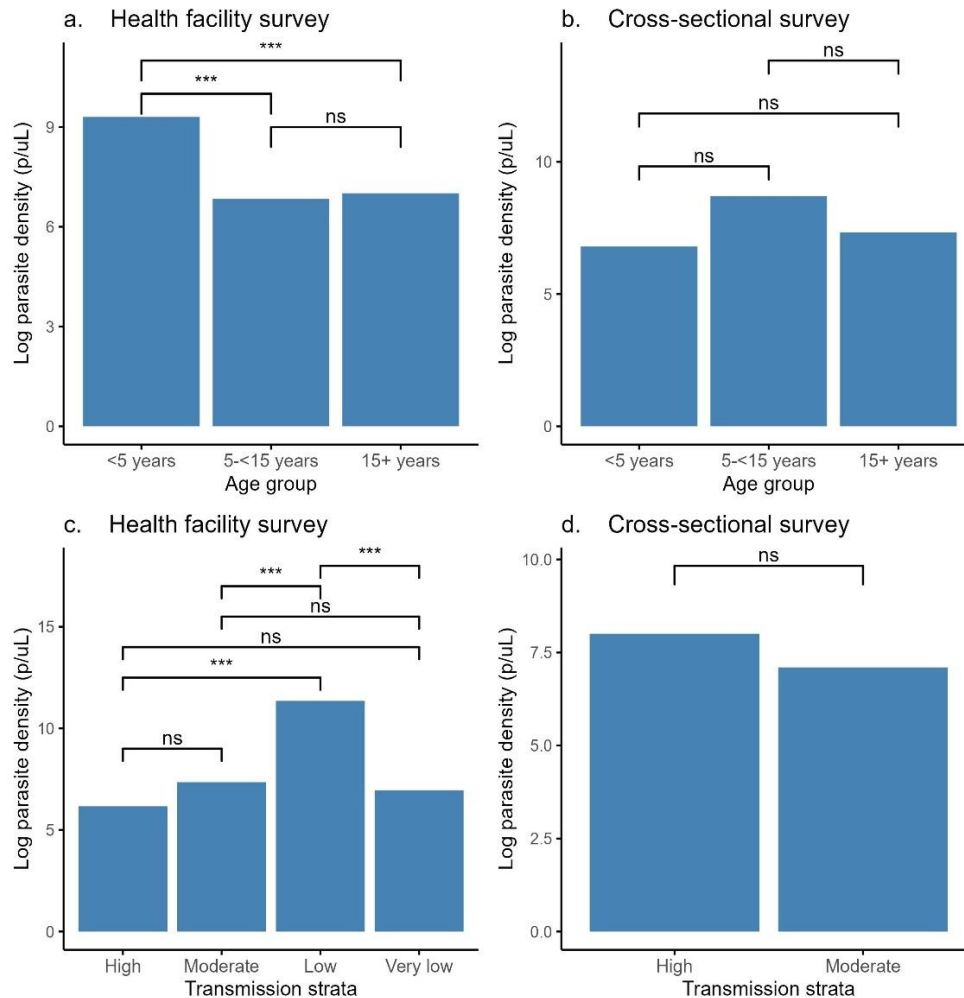 a. Health facility survey
***
***
ns
9
6
3
0
Log parasite density (p/uL)
<5 years 5-<15 years 15+ years
Age group
b. Cross-sectional survey
ns
ns
ns
10
5
0
Log parasite density (p/uL)
<5 years 5-<15 years 15+ years
Age group
c. Health facility survey
***
***
ns
ns
***
ns
15
10
5
0
Log parasite density (p/uL)
High Moderate Low Very low
Transmission strata
d. Cross-sectional survey
ns
10.0
7.5
5.0
2.5
0.0
Log parasite density (p/uL)
High Moderate
Transmission strata